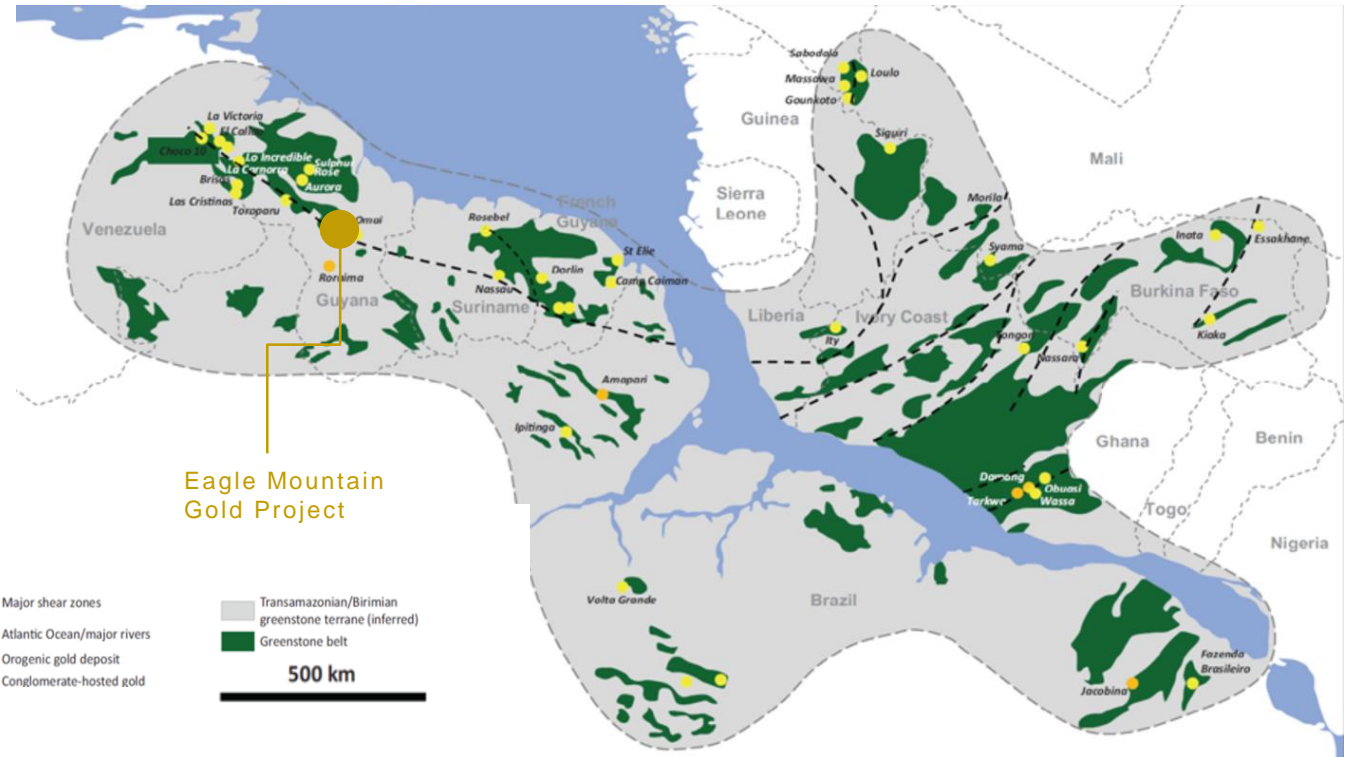 Sabodala
Massawa
Loulo
Gounkoto
Guinea
La Victoria
El Callao
Siguiri
Choco 10
Lo Incredible
Sulphur
Rose
La Camorra
Aurora
Mali
Brisas
Las Cristinas
Toroparu
Sierra
Leone
French
Guyana
Morila
Omai
Rosebel
Venezuela
Inata
Essakhane
St Elie
Syama
Roraima
Dorlin
Camp Caiman
Nassau
Guyana
Suriname
Liberia
Ivory Coast
Burkina Faso
Ity
Tongon
Nassara
Kiaka
Amapari
Ipitinga
Ghana
Benin
Eagle Mountain
Gold Project
Damang
Obuasi
Tarkwa
Wassa
Togo
Nigeria
Volta Grande
Brazil
Major shear zones
Transamazonian/Birimian
greenstone terrane (inferred)
Atlantic Ocean/major rivers
Greenstone belt
Orogenic gold deposit
500 km
Conglomerate-hosted gold
Fazenda
Brasileiro
Jacobina